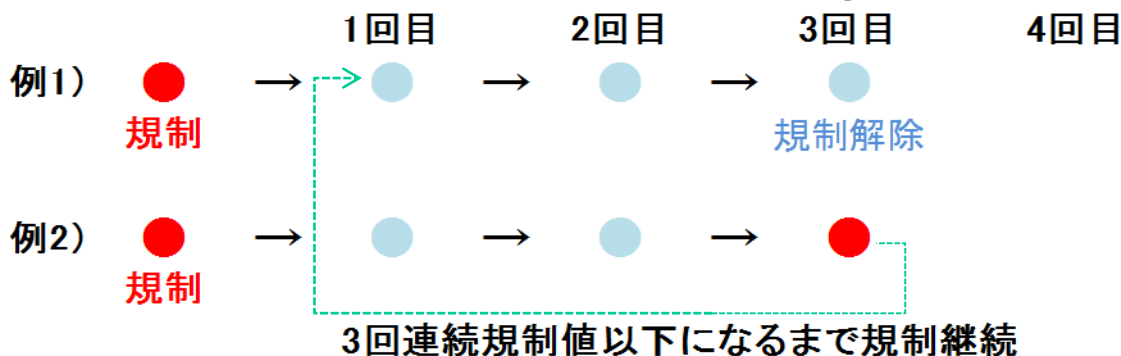 1回目 2回目 3回目 4回目
例1) → → →
規制 規制解除
例2) → → →
規制
3回連続規制値以下になるまで規制継続